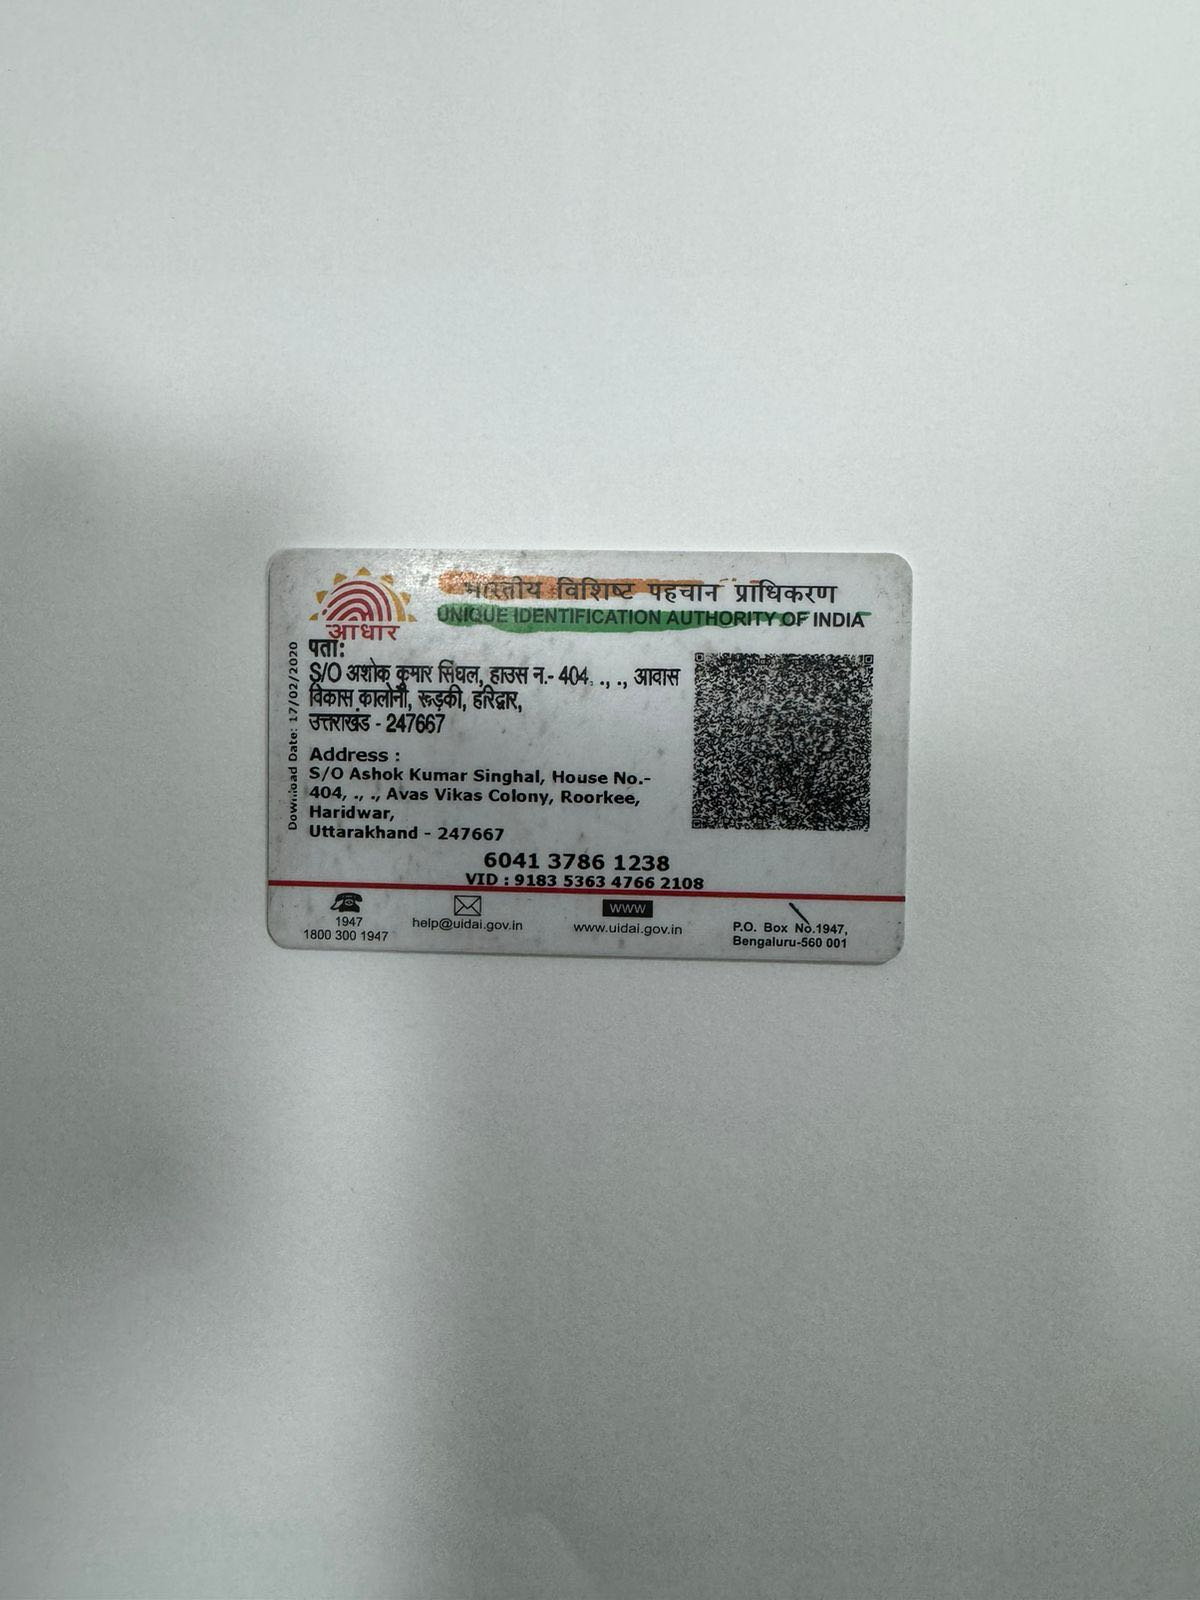 भारतीय विशिष्ट पहचान प्राधिकरण
UNIQUE IDENTIFICATION AUTHORITY OF INDIA
आधार
Download Date: 17/02/2020
पता:
S/O अशोक कुमार सिंघल, हाउस न.- 404, ., ., आवास
विकास कालोनी, रूड़की, हरिद्वार,
उत्तराखंड - 247667
Address :
S/O Ashok Kumar Singhal, House No.-
404, ., ., Avas Vikas Colony, Roorkee,
Haridwar,
Uttarakhand - 247667
6041 3786 1238
VID : 9183 5363 4766 2108
1947
1800 300 1947
help@uidai.gov.in
WWW
www.uidai.gov.in
P.O. Box No.1947,
Bengaluru-560 001